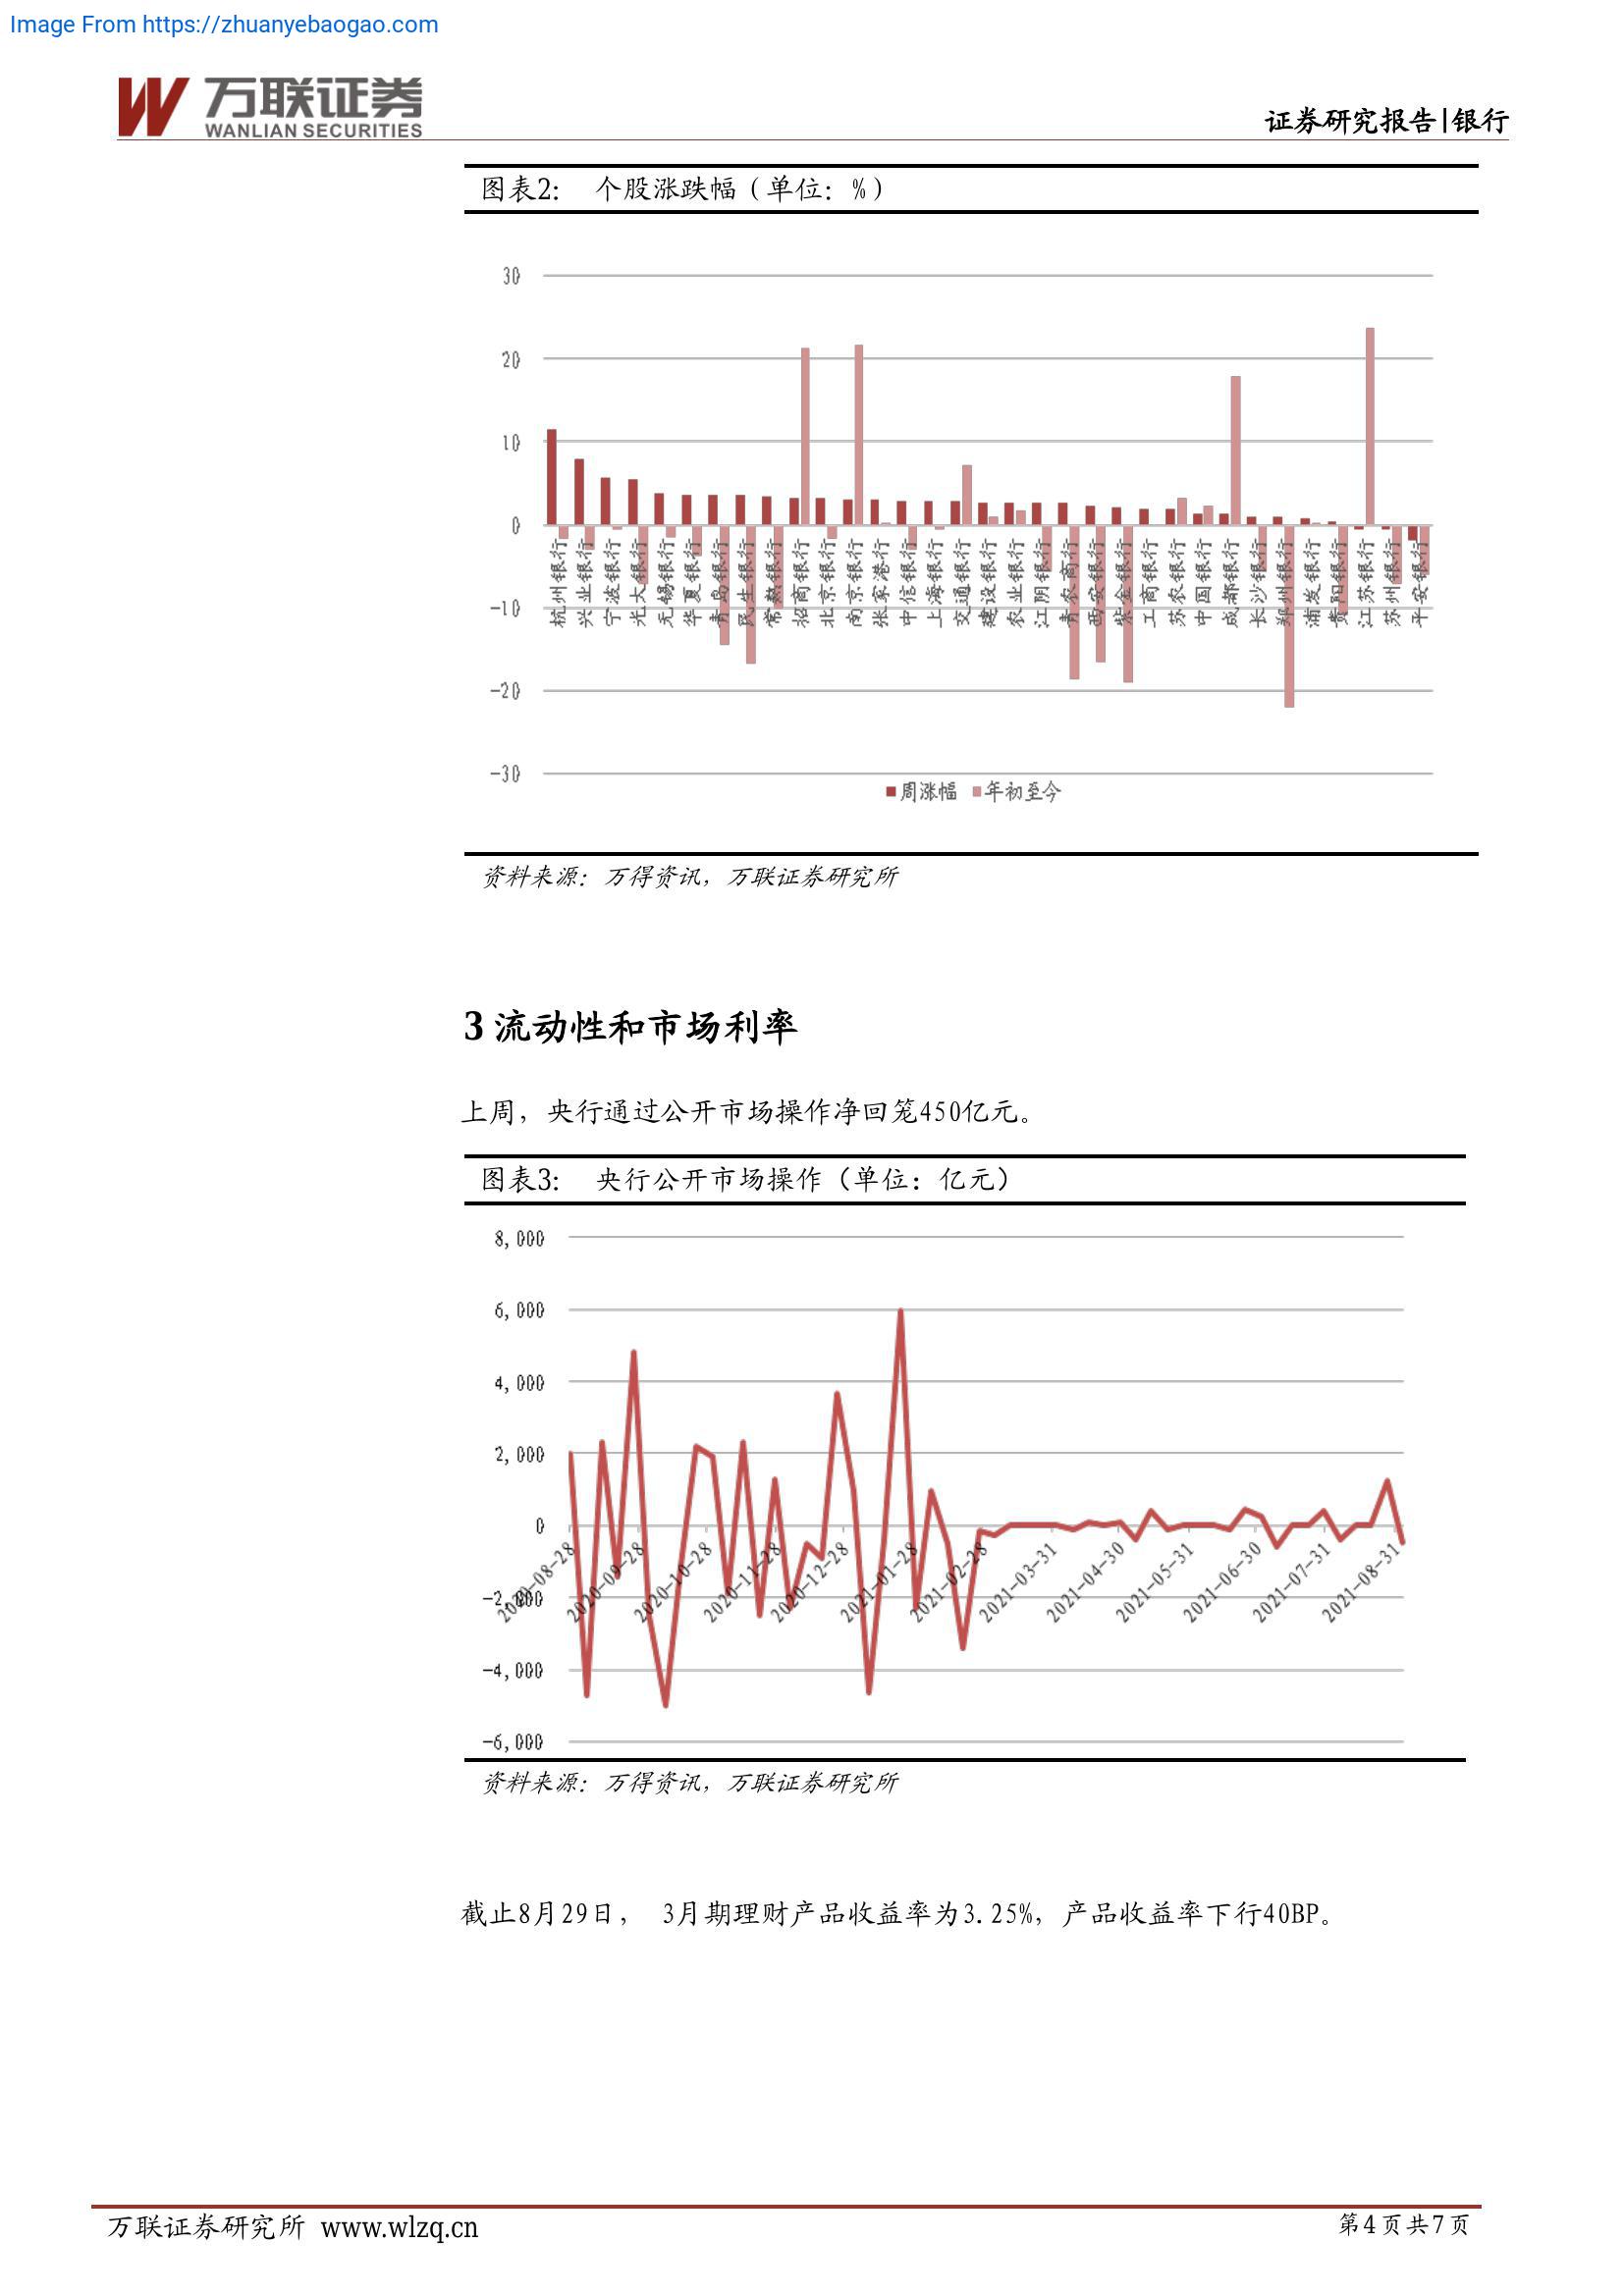 Image From https://zhuanyebaogao.com
万联证券
WANLIAN SECURITIES
证券研究报告|银行
图表2： 个股涨跌幅（单位：%）
30
20
10
0
-10
-20
-30
杭州银行
兴业银行
宁波银行
光大银行
无锡银行
华夏银行
青岛银行
民生银行
常熟银行
招商银行
北京银行
南京银行
张家港行
中信银行
上海银行
交通银行
建设银行
农业银行
江阴银行
青农商行
西安银行
紫金银行
工商银行
苏农银行
中国银行
成都银行
长沙银行
郑州银行
浦发银行
贵阳银行
江苏银行
苏州银行
平安银行
周涨幅 年初至今
资料来源：万得资讯，万联证券研究所
3 流动性和市场利率
上周，央行通过公开市场操作净回笼450亿元。
图表3： 央行公开市场操作（单位：亿元）
8,000
6,000
4,000
2,000
0
-2,000
-4,000
-6,000
2020-08-28
2020-09-28
2020-10-28
2020-11-28
2020-12-28
2021-01-28
2021-02-28
2021-03-31
2021-04-30
2021-05-31
2021-06-30
2021-07-31
2021-08-31
资料来源：万得资讯，万联证券研究所
截止8月29日， 3月期理财产品收益率为3.25%，产品收益率下行40BP。
万联证券研究所 www.wlzq.cn
第4页共7页